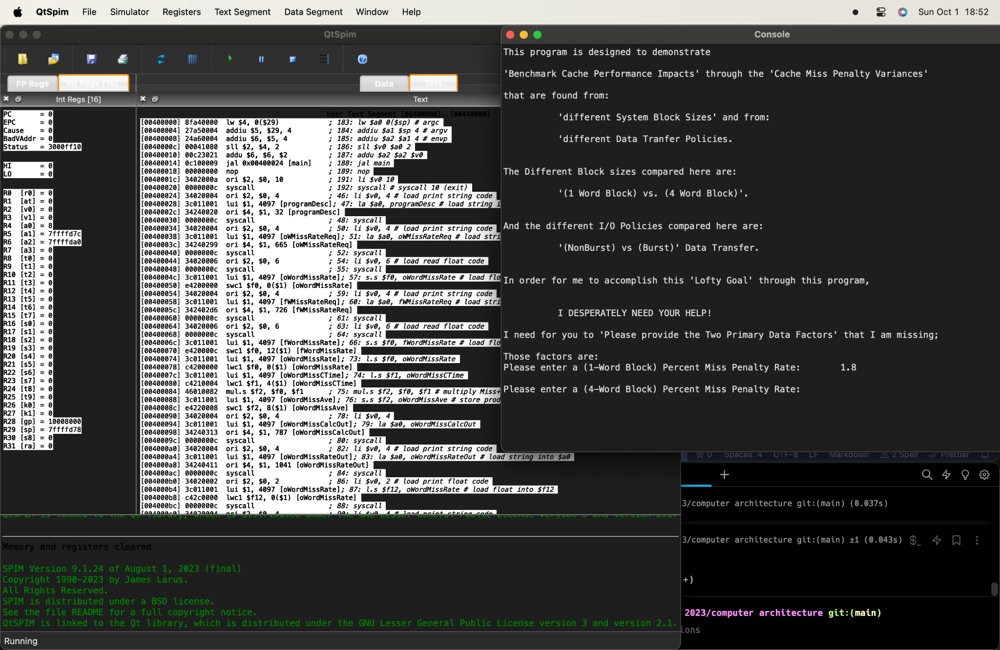 QtSpim File Simulator Registers Text Segment Data Segment Window Help Sun Oct 1 18:52
QtSpim
FP Regs Int Regs [16]
Data Text
Int Regs [16]
Text
PC = 0
EPC = 0
Cause = 0
BadVAddr = 0
Status = 3000ff10
HI = 0
LO = 0
R0 [r0] = 0
R1 [at] = 0
R2 [v0] = 0
R3 [v1] = 0
R4 [a0] = 8
R5 [a1] = 7ffffd7c
R6 [a2] = 7ffffda0
R7 [a3] = 0
R8 [t0] = 0
R9 [t1] = 0
R10 [t2] = 0
R11 [t3] = 0
R12 [t4] = 0
R13 [t5] = 0
R14 [t6] = 0
R15 [t7] = 0
R16 [s0] = 0
R17 [s1] = 0
R18 [s2] = 0
R19 [s3] = 0
R20 [s4] = 0
R21 [s5] = 0
R22 [s6] = 0
R23 [s7] = 0
R24 [t8] = 0
R25 [t9] = 0
R26 [k0] = 0
R27 [k1] = 0
R28 [gp] = 10008000
R29 [sp] = 7ffffd78
R30 [s8] = 0
R31 [ra] = 0
User Text Segment [00400000]..[00440000]
[00400000] 8fa40000 lw $4, 0($29) ; 183: lw $a0 0($sp) # argc
[00400004] 27a50004 addiu $5, $29, 4 ; 184: addiu $a1 $sp 4 # argv
[00400008] 24a60004 addiu $6, $5, 4 ; 185: addiu $a2 $a1 4 # envp
[0040000c] 00041080 sll $2, $4, 2 ; 186: sll $v0 $a0 2
[00400010] 00c23021 addu $6, $6, $2 ; 187: addu $a2 $a2 $v0
[00400014] 0c100009 jal 0x00400024 [main] ; 188: jal main
[00400018] 00000000 nop ; 189: nop
[0040001c] 3402000a ori $2, $0, 10 ; 191: li $v0 10
[00400020] 0000000c syscall ; 192: syscall # syscall 10 (exit)
[00400024] 34020004 ori $2, $0, 4 ; 46: li $v0, 4 # load print string code
[00400028] 3c011001 lui $1, 4097 [programDesc]; 47: la $a0, programDesc # load string i
[0040002c] 34240020 ori $4, $1, 32 [programDesc]
[00400030] 0000000c syscall ; 48: syscall
[00400034] 34020004 ori $2, $0, 4 ; 50: li $v0, 4 # load print string code
[00400038] 3c011001 lui $1, 4097 [oWMissRateReq]; 51: la $a0, oWMissRateReq # load stri
[0040003c] 34240299 ori $4, $1, 665 [oWMissRateReq]
[00400040] 0000000c syscall ; 52: syscall
[00400044] 34020006 ori $2, $0, 6 ; 54: li $v0, 6 # load read float code
[00400048] 0000000c syscall ; 55: syscall
[0040004c] 3c011001 lui $1, 4097 [oWordMissRate]; 57: s.s $f0, oWordMissRate # load flo
[00400050] e4200000 swc1 $f0, 0($1) [oWordMissRate]
[00400054] 34020004 ori $2, $0, 4 ; 59: li $v0, 4 # load print string code
[00400058] 3c011001 lui $1, 4097 [fWMissRateReq]; 60: la $a0, fWMissRateReq # load stri
[0040005c] 342402d6 ori $4, $1, 726 [fWMissRateReq]
[00400060] 0000000c syscall ; 61: syscall
[00400064] 34020006 ori $2, $0, 6 ; 63: li $v0, 6 # load read float code
[00400068] 0000000c syscall ; 64: syscall
[0040006c] 3c011001 lui $1, 4097 [fWordMissRate]; 66: s.s $f0, fWordMissRate # load flo
[00400070] e420000c swc1 $f0, 12($1) [fWordMissRate]
[00400074] 3c011001 lui $1, 4097 [oWordMissRate]; 73: l.s $f0, oWordMissRate
[00400078] c4200000 lwc1 $f0, 0($1) [oWordMissRate]
[0040007c] 3c011001 lui $1, 4097 [oWordMissCTime]; 74: l.s $f1, oWordMissCTime
[00400080] c4210004 lwc1 $f1, 4($1) [oWordMissCTime]
[00400084] 46010082 mul.s $f2, $f0, $f1 ; 75: mul.s $f2, $f0, $f1 # multiply Miss+
[00400088] 3c011001 lui $1, 4097 [oWordMissAve]; 76: s.s $f2, oWordMissAve # store prod
[0040008c] e4220008 swc1 $f2, 8($1) [oWordMissAve]
[00400090] 34020004 ori $2, $0, 4 ; 78: li $v0, 4
[00400094] 3c011001 lui $1, 4097 [oWordMissCalcOut]; 79: la $a0, oWordMissCalcOut
[00400098] 34240313 ori $4, $1, 787 [oWordMissCalcOut]
[0040009c] 0000000c syscall ; 80: syscall
[004000a0] 34020004 ori $2, $0, 4 ; 82: li $v0, 4 # load print string code
[004000a4] 3c011001 lui $1, 4097 [oWordMissRateOut]; 83: la $a0, oWordMissRateOut # load string into $a0
[004000a8] 34240411 ori $4, $1, 1041 [oWordMissRateOut]
[004000ac] 0000000c syscall ; 84: syscall
[004000b0] 34020002 ori $2, $0, 2 ; 86: li $v0, 2 # load print float code
[004000b4] 3c011001 lui $1, 4097 [oWordMissRate]; 87: l.s $f12, oWordMissRate # load float into $f12
[004000b8] c42c0000 lwc1 $f12, 0($1) [oWordMissRate]
[004000bc] 0000000c syscall ; 88: syscall
[004000c0] 34020004 ori $2, $0, 4 ; 90: li $v0, 4 # load print string code
QtSPIM is linked to the Qt library, which is distributed under the GNU Lesser General Public License version 3 and version 2.1.
Memory and registers cleared
SPIM Version 9.1.24 of August 1, 2023 (final)
Copyright 1990-2023 by James Larus.
All Rights Reserved.
SPIM is distributed under a BSD license.
See the file README for a full copyright notice.
QtSPIM is linked to the Qt library, which is distributed under the GNU Lesser General Public License version 3 and version 2.1.
Running
Console
This program is designed to demonstrate
'Benchmark Cache Performance Impacts' through the 'Cache Miss Penalty Variances'
that are found from:
'different System Block Sizes' and from:
'different Data Tranfer Policies.
The Different Block sizes compared here are:
'(1 Word Block) vs. (4 Word Block)'.
And the different I/O Policies compared here are:
'(NonBurst) vs (Burst)' Data Transfer.
In order for me to accomplish this 'Lofty Goal' through this program,
I DESPERATELY NEED YOUR HELP!
I need for you to 'Please provide the Two Primary Data Factors' that I am missing;
Those factors are:
Please enter a (1-Word Block) Percent Miss Penalty Rate: 1.8
Please enter a (4-Word Block) Percent Miss Penalty Rate:
0 Spaces: 4 UTF-8 LF Markdown 2 Spell Prettier
3/computer architecture git:(main) (0.037s)
3/computer architecture git:(main) ±1 (0.043s) $_
+)
2023/computer architecture git:(main)
ions